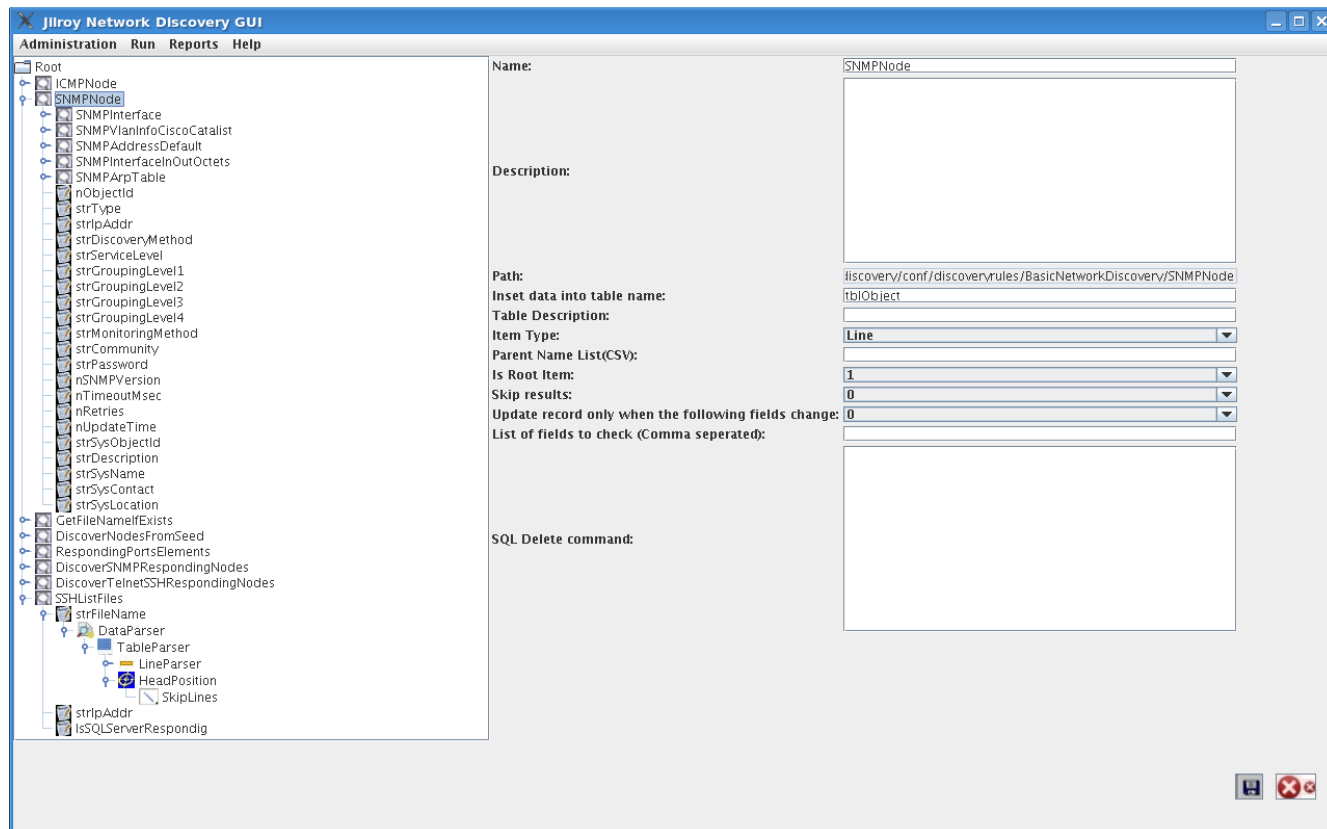 Jilroy Network Discovery GUI
Administration Run Reports Help
Root
ICMPNode
SNMPNode
SNMPInterface
SNMPVlanInfoCiscoCatalist
SNMPAddressDefault
SNMPInterfaceInOutOctets
SNMPArpTable
nObjectId
strType
strIpAddr
strDiscoveryMethod
strServiceLevel
strGroupingLevel1
strGroupingLevel2
strGroupingLevel3
strGroupingLevel4
strMonitoringMethod
strCommunity
strPassword
nSNMPVersion
nTimeoutMsec
nRetries
nUpdateTime
strSysObjectId
strDescription
strSysName
strSysContact
strSysLocation
GetFileNameIfExists
DiscoverNodesFromSeed
RespondingPortsElements
DiscoverSNMPRespondingNodes
DiscoverTelnetSSHRespondingNodes
SSHListFiles
strFileName
DataParser
TableParser
LineParser
HeadPosition
SkipLines
strIpAddr
IsSQLServerRespondig
Name: SNMPNode
Description:
Path: discovery/conf/discoveryrules/BasicNetworkDiscovery/SNMPNode
Inset data into table name: tblObject
Table Description:
Item Type: Line
Parent Name List(CSV):
Is Root Item: 1
Skip results: 0
Update record only when the following fields change: 0
List of fields to check (Comma seperated):
SQL Delete command: